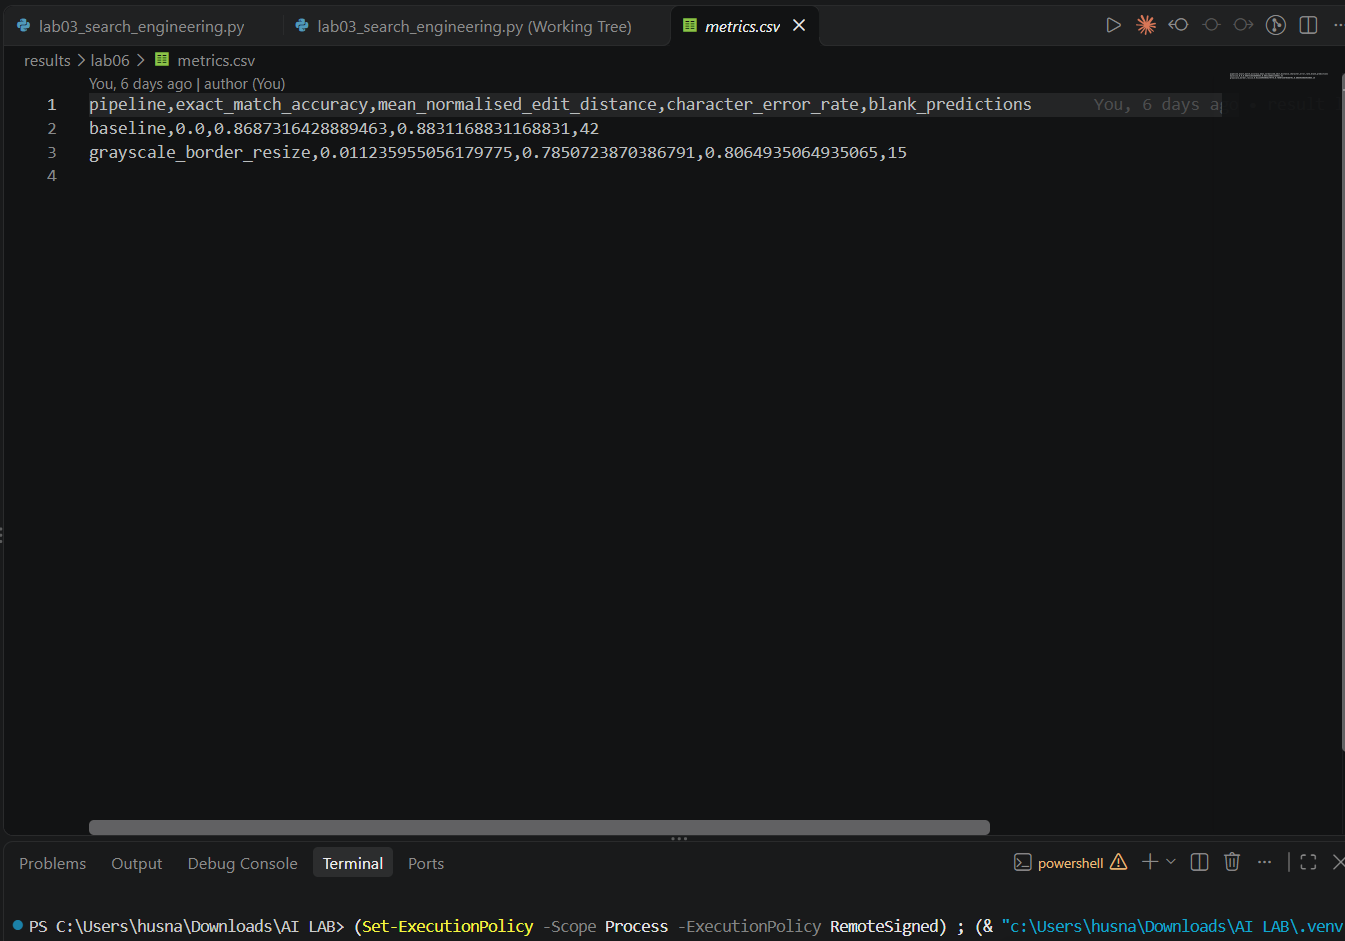 lab03_search_engineering.py lab03_search_engineering.py (Working Tree) metrics.csv
results lab06 metrics.csv
You, 6 days ago | author (You)
1 pipeline,exact_match_accuracy,mean_normalised_edit_distance,character_error_rate,blank_predictions You, 6 days a
2 baseline,0.0,0.8687316428889463,0.8831168831168831,42
3 grayscale_border_resize,0.011235955056179775,0.7850723870386791,0.8064935064935065,15
4
Problems Output Debug Console Terminal Ports powershell
PS C:\Users\husna\Downloads\AI LAB> (Set-ExecutionPolicy -Scope Process -ExecutionPolicy RemoteSigned) ; (& "c:\Users\husna\Downloads\AI LAB\.venv